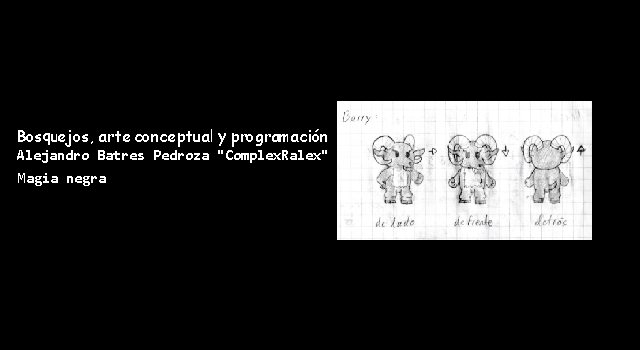 Bosquejos, arte conceptual y programación
Alejandro Batres Pedroza "ComplexRalex"
Magia negra
Barry
de lado
de frente
detrás